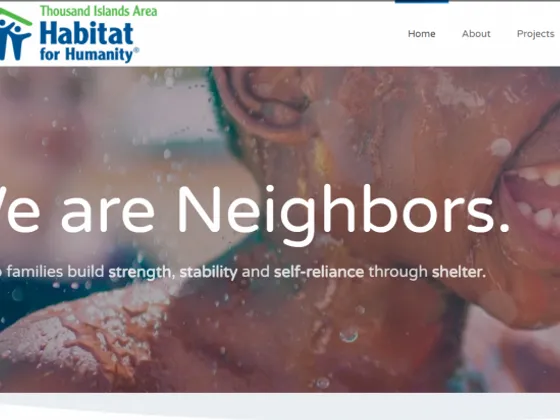 Thousand Islands Area
Habitat
for Humanity®
Home About Projects
We are Neighbors.
families build strength, stability and self-reliance through shelter.